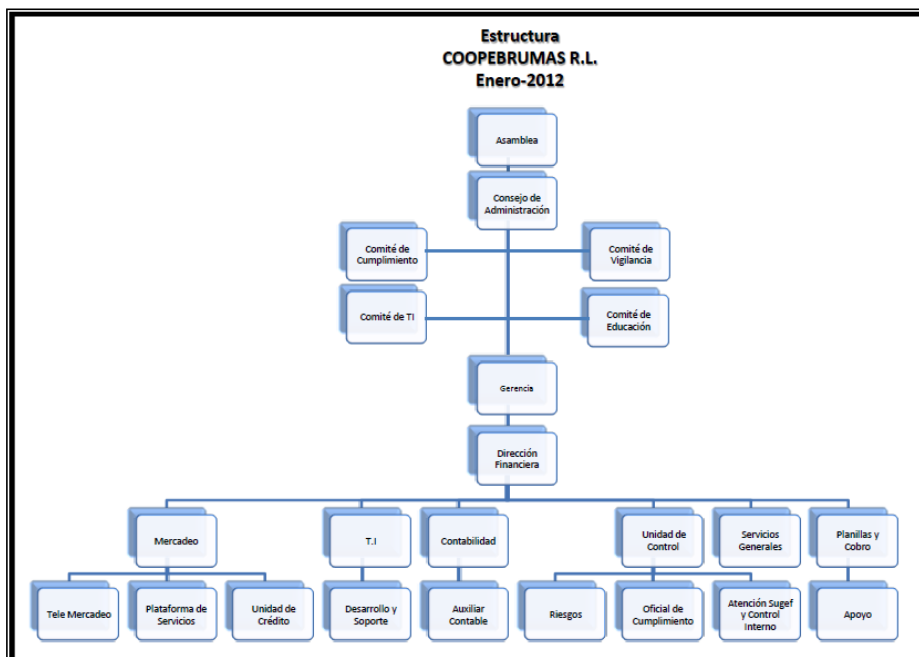 Estructura
COOPEBRUMAS R.L.
Enero-2012
Asamblea
Consejo de
Administración
Comité de
Cumplimiento
Comité de
Vigilancia
Comité de TI
Comité de
Educación
Gerencia
Dirección
Financiera
Mercadeo
T.I
Contabilidad
Unidad de
Control
Servicios
Generales
Planillas y
Cobro
Tele Mercadeo
Plataforma de
Servicios
Unidad de
Crédito
Desarrollo y
Soporte
Auxiliar
Contable
Riesgos
Oficial de
Cumplimiento
Atención Sugef
y Control
Interno
Apoyo